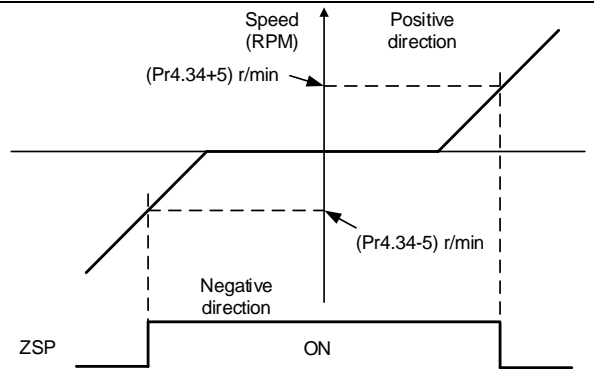 Speed
(RPM)
Positive
direction
(Pr4.34+5) r/min
(Pr4.34-5) r/min
Negative
direction
ZSP
ON